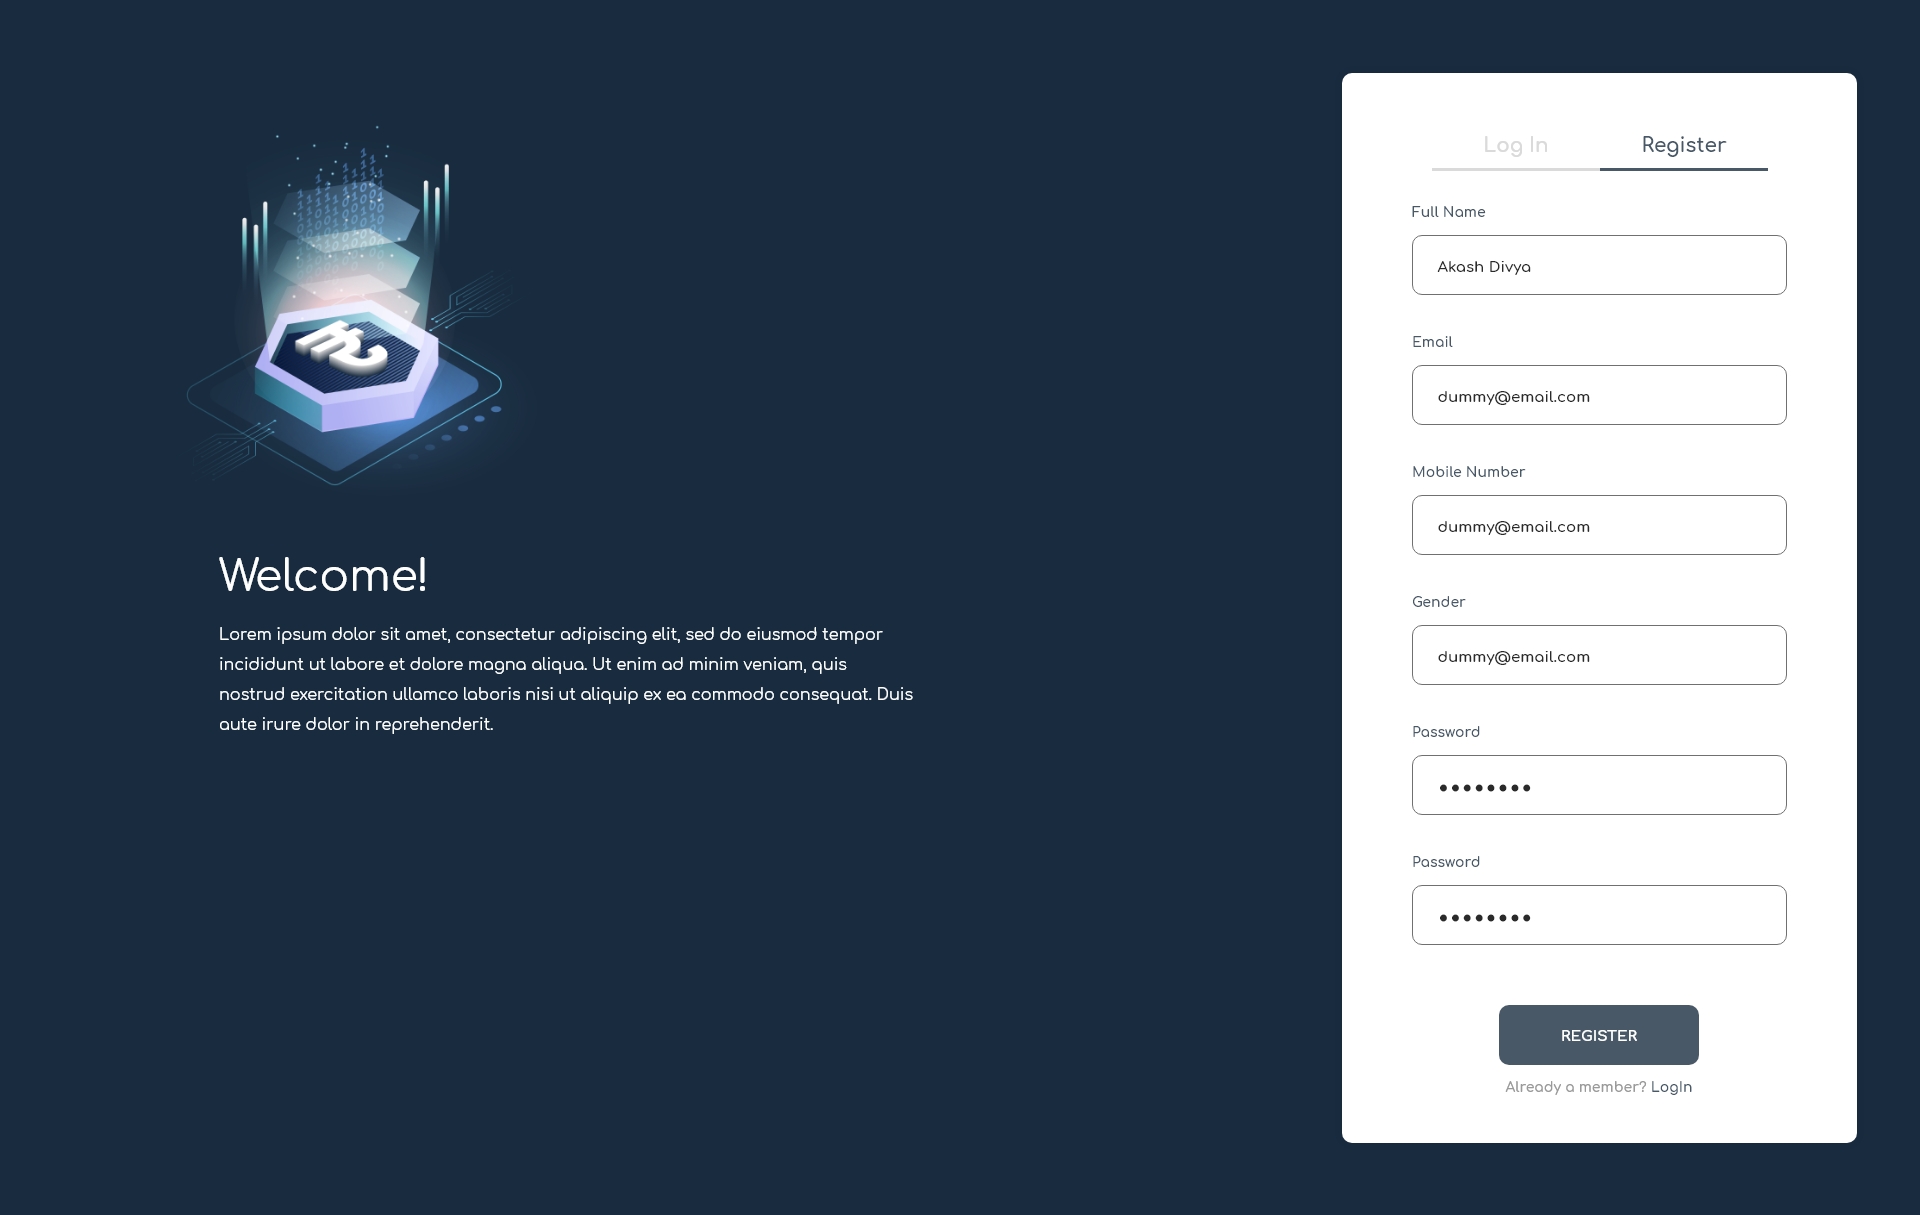 Welcome!
Lorem ipsum dolor sit amet, consectetur adipiscing elit, sed do eiusmod tempor
incididunt ut labore et dolore magna aliqua. Ut enim ad minim veniam, quis
nostrud exercitation ullamco laboris nisi ut aliquip ex ea commodo consequat. Duis
aute irure dolor in reprehenderit.
Log In Register
Full Name
Akash Divya
Email
dummy@email.com
Mobile Number
dummy@email.com
Gender
dummy@email.com
Password
••••••••
Password
••••••••
REGISTER
Already a member? LogIn